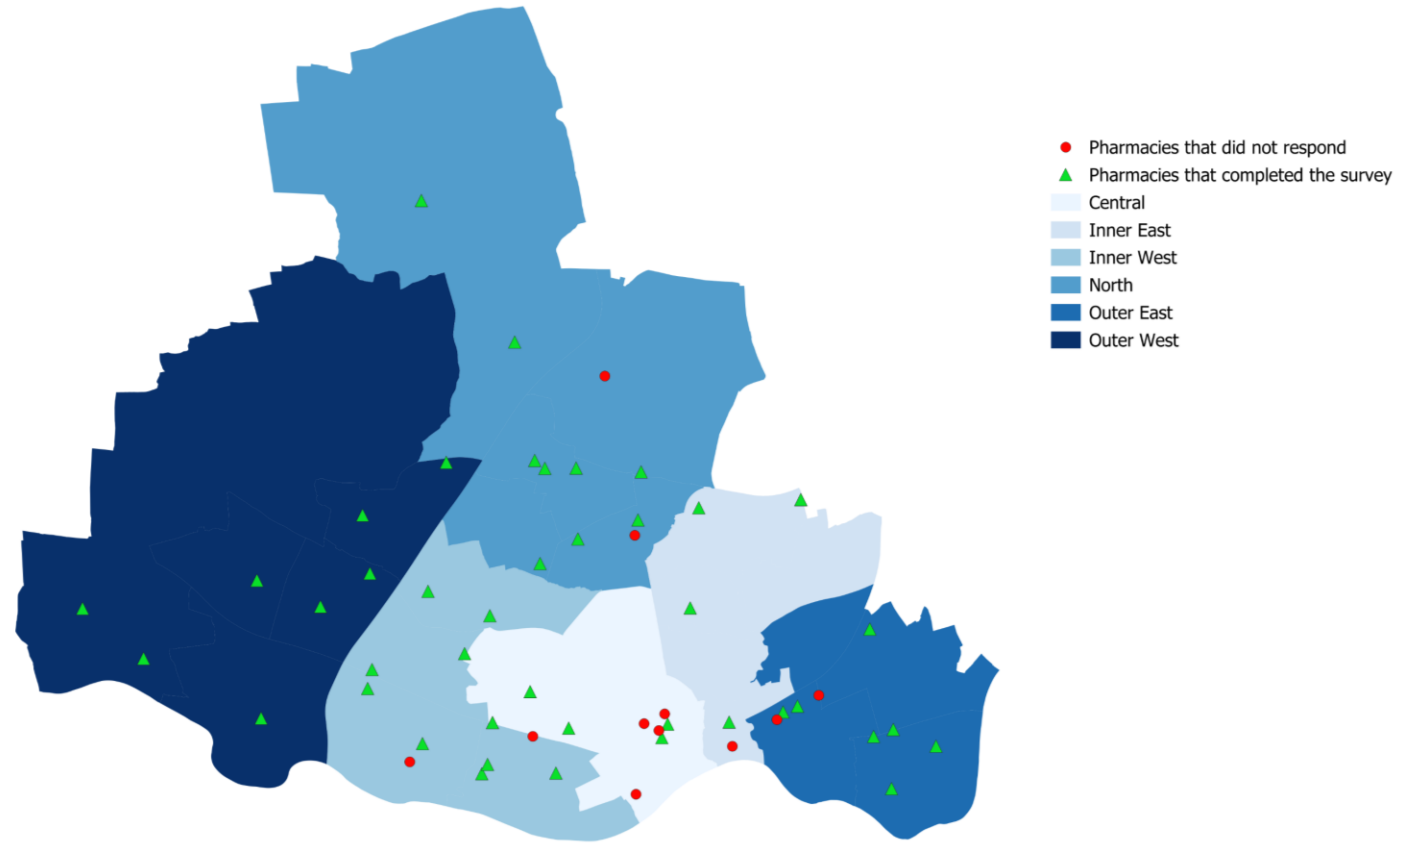 Pharmacies that did not respond
Pharmacies that completed the survey
Central
Inner East
Inner West
North
Outer East
Outer West